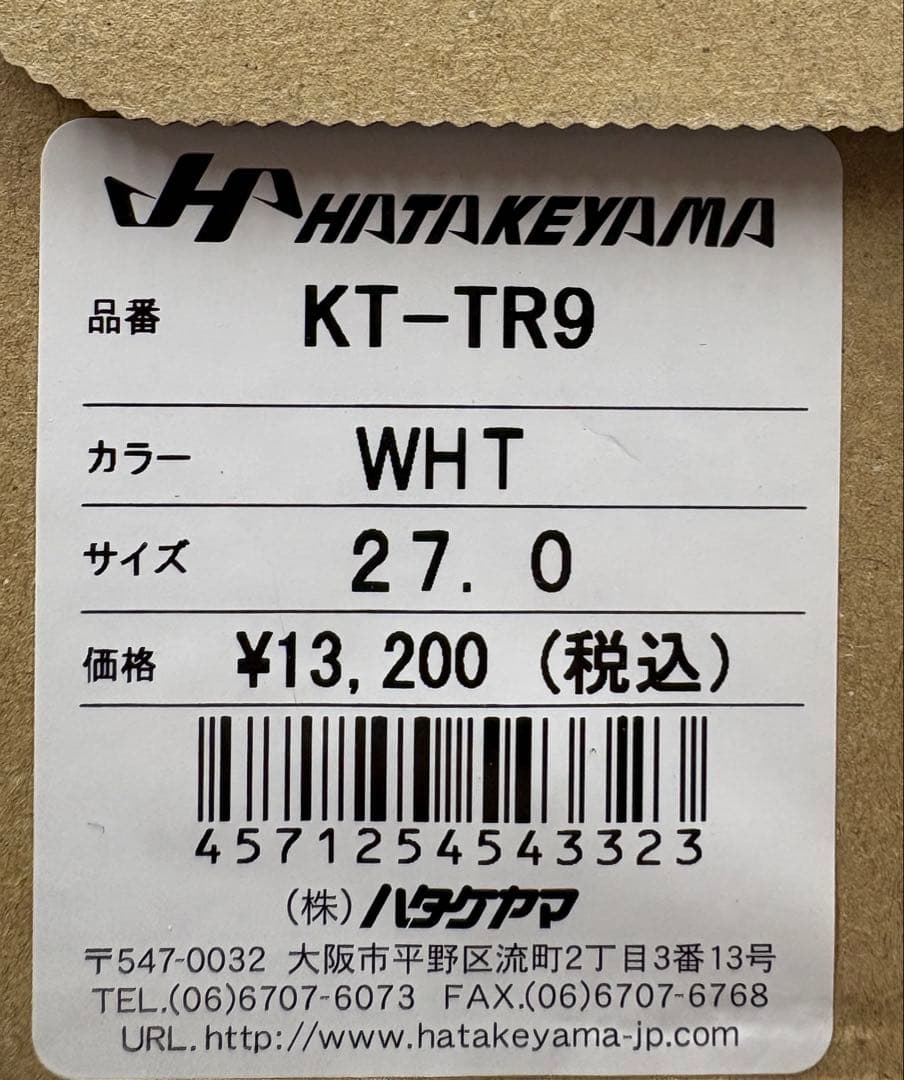 HATAKEYAMA
品番 KT-TR9
カラー WHT
サイズ 27.0
価格 ¥13,200 (税込)
4571254543323
(株)ハタケヤマ
〒547-0032 大阪市平野区流町2丁目3番13号
TEL.(06)6707-6073 FAX.(06)6707-6768
URL.http://www.hatakeyama-jp.com